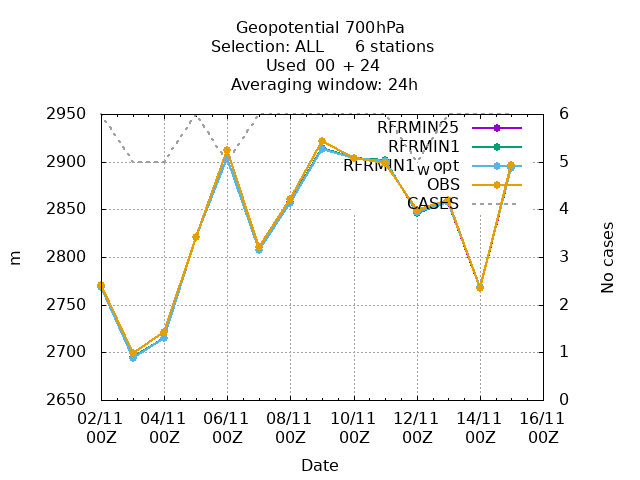 Geopotential 700hPa
Selection: ALL 6 stations
Used 00 + 24
Averaging window: 24h
2950
2900
2850
2800
2750
2700
2650
m
6
5
4
3
2
1
0
No cases
RFRMIN25
RFRMIN1
RFRMIN1w opt
OBS
CASES
02/11 04/11 06/11 08/11 10/11 12/11 14/11 16/11
00Z 00Z 00Z 00Z 00Z 00Z 00Z 00Z
Date